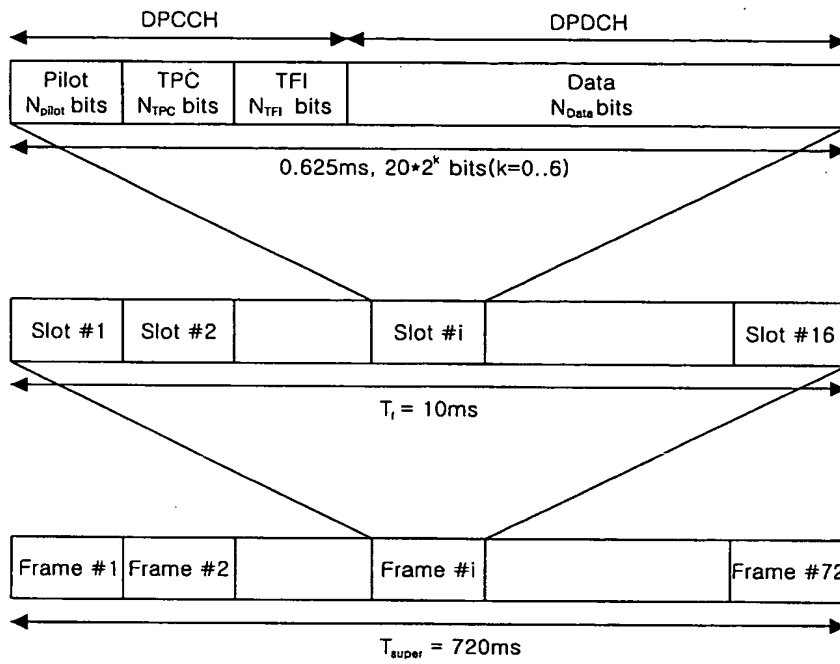 DPCCH DPDCH
Pilot TPC TFI Data
N_pilot bits N_TPC bits N_TFI bits N_Data bits
0.625ms, 20*2^k bits(k=0..6)
Slot #1 Slot #2 Slot #i Slot #16
T_f = 10ms
Frame #1 Frame #2 Frame #i Frame #72
T_super = 720ms